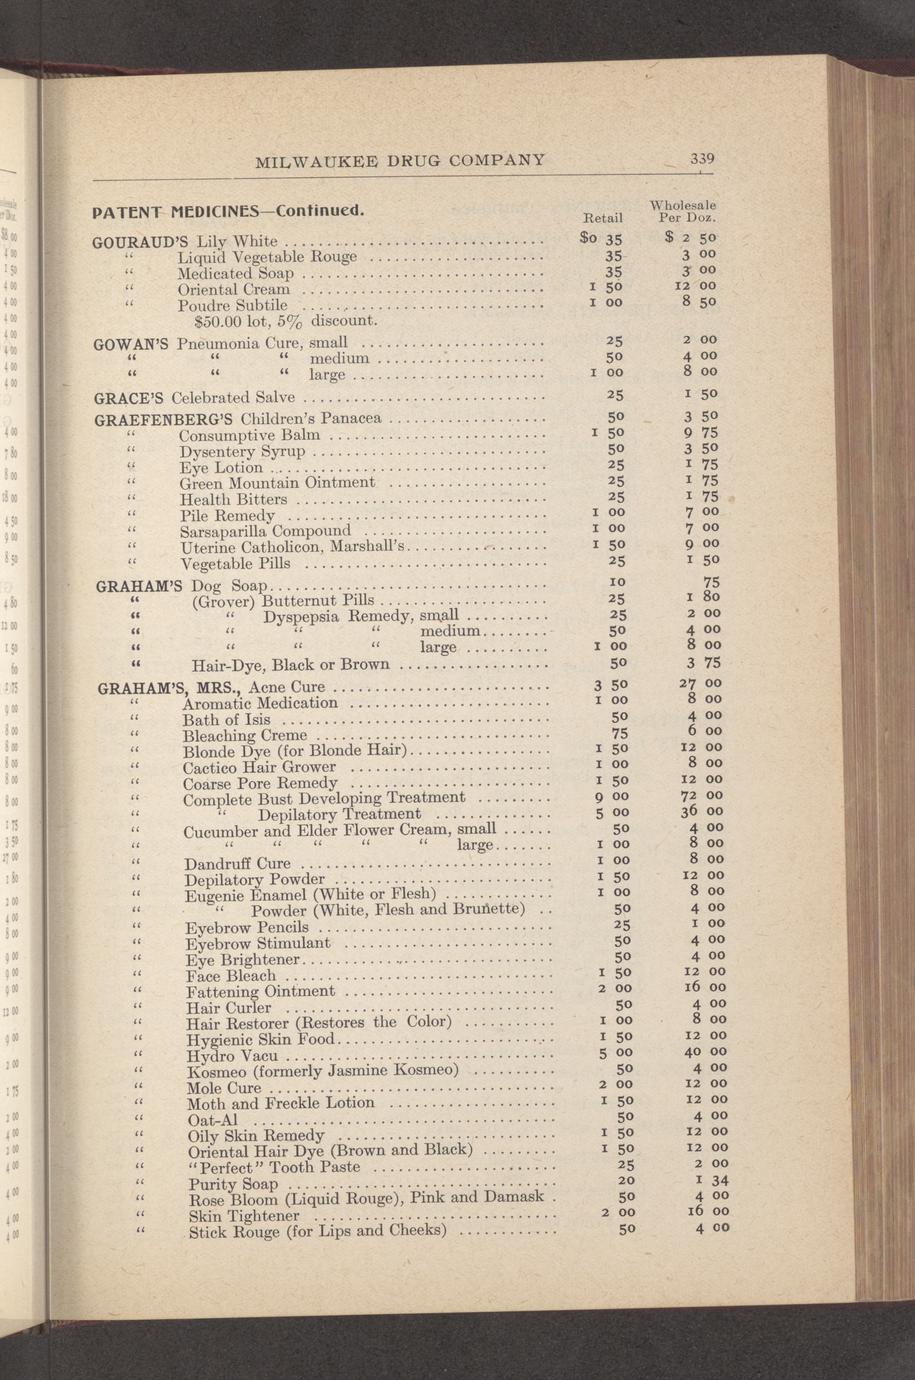 MILWAUKEE DRUG COMPANY 339
PATENT MEDICINES—Continued. Retail Wholesale Per Doz.
GOURAUD'S Lily White $0 35 $ 2 50
" Liquid Vegetable Rouge 35 3 00
" Medicated Soap 35 3 00
" Oriental Cream 1 50 12 00
" Poudre Subtile 1 00 8 50
$50.00 lot, 5% discount.
GOWAN'S Pneumonia Cure, small 25 2 00
" " " medium 50 4 00
" " " large 1 00 8 00
GRACE'S Celebrated Salve 25 1 50
GRAEFENBERG'S Children's Panacea 50 3 50
" Consumptive Balm 1 50 9 75
" Dysentery Syrup 50 3 50
" Eye Lotion 25 1 75
" Green Mountain Ointment 25 1 75
" Health Bitters 25 1 75
" Pile Remedy 1 00 7 00
" Sarsaparilla Compound 1 00 7 00
" Uterine Catholicon, Marshall's 1 50 9 00
" Vegetable Pills 25 1 50
GRAHAM'S Dog Soap 10 75
" (Grover) Butternut Pills 25 1 80
" " Dyspepsia Remedy, small 25 2 00
" " " " medium 50 4 00
" " " " large 1 00 8 00
" Hair-Dye, Black or Brown 50 3 75
GRAHAM'S, MRS., Acne Cure 3 50 27 00
" Aromatic Medication 1 00 8 00
" Bath of Isis 50 4 00
" Bleaching Creme 75 6 00
" Blonde Dye (for Blonde Hair) 1 50 12 00
" Cactico Hair Grower 1 00 8 00
" Coarse Pore Remedy 1 50 12 00
" Complete Bust Developing Treatment 9 00 72 00
" " Depilatory Treatment 5 00 36 00
" Cucumber and Elder Flower Cream, small 50 4 00
" " " " " " large 1 00 8 00
" Dandruff Cure 1 00 8 00
" Depilatory Powder 1 50 12 00
" Eugenie Enamel (White or Flesh) 1 00 8 00
" " Powder (White, Flesh and Brunette) 50 4 00
" Eyebrow Pencils 25 1 00
" Eyebrow Stimulant 50 4 00
" Eye Brightener 50 4 00
" Face Bleach 1 50 12 00
" Fattening Ointment 2 00 16 00
" Hair Curler 50 4 00
" Hair Restorer (Restores the Color) 1 00 8 00
" Hygienic Skin Food 1 50 12 00
" Hydro Vacu 5 00 40 00
" Kosmeo (formerly Jasmine Kosmeo) 50 4 00
" Mole Cure 2 00 12 00
" Moth and Freckle Lotion 1 50 12 00
" Oat-Al 50 4 00
" Oily Skin Remedy 1 50 12 00
" Oriental Hair Dye (Brown and Black) 1 50 12 00
" "Perfect" Tooth Paste 25 2 00
" Purity Soap 20 1 34
" Rose Bloom (Liquid Rouge), Pink and Damask 50 4 00
" Skin Tightener 2 00 16 00
" Stick Rouge (for Lips and Cheeks) 50 4 00